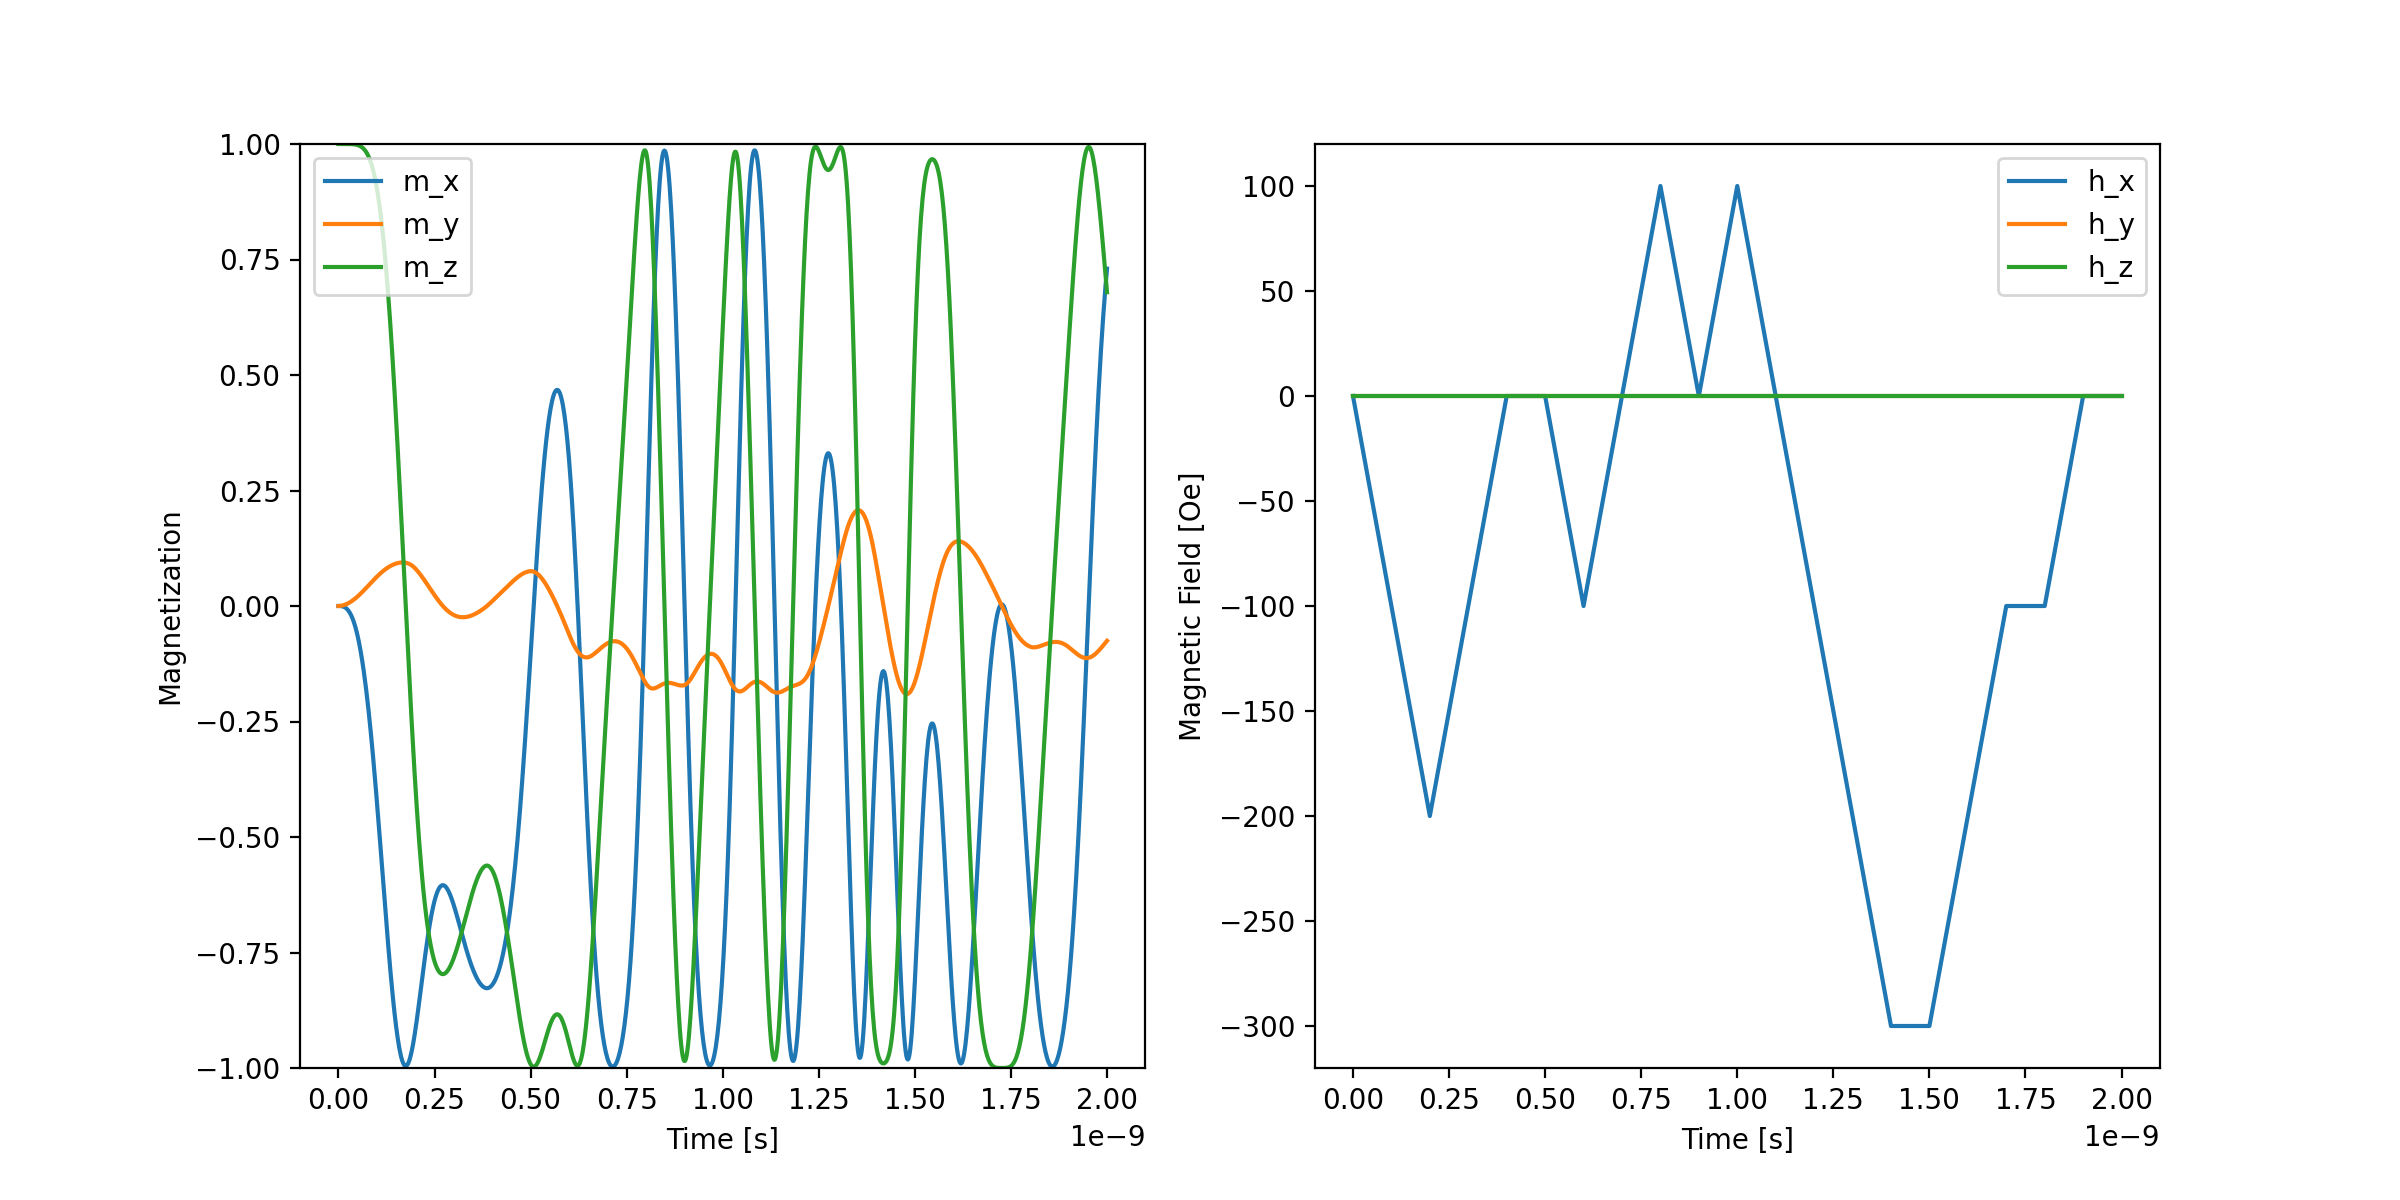 1.00
0.75
0.50
0.25
0.00
−0.25
−0.50
−0.75
−1.00
Magnetization
m_x
m_y
m_z
0.00 0.25 0.50 0.75 1.00 1.25 1.50 1.75 2.00
Time [s]
1e−9
100
50
0
−50
−100
−150
−200
−250
−300
Magnetic Field [Oe]
h_x
h_y
h_z
0.00 0.25 0.50 0.75 1.00 1.25 1.50 1.75 2.00
Time [s]
1e−9